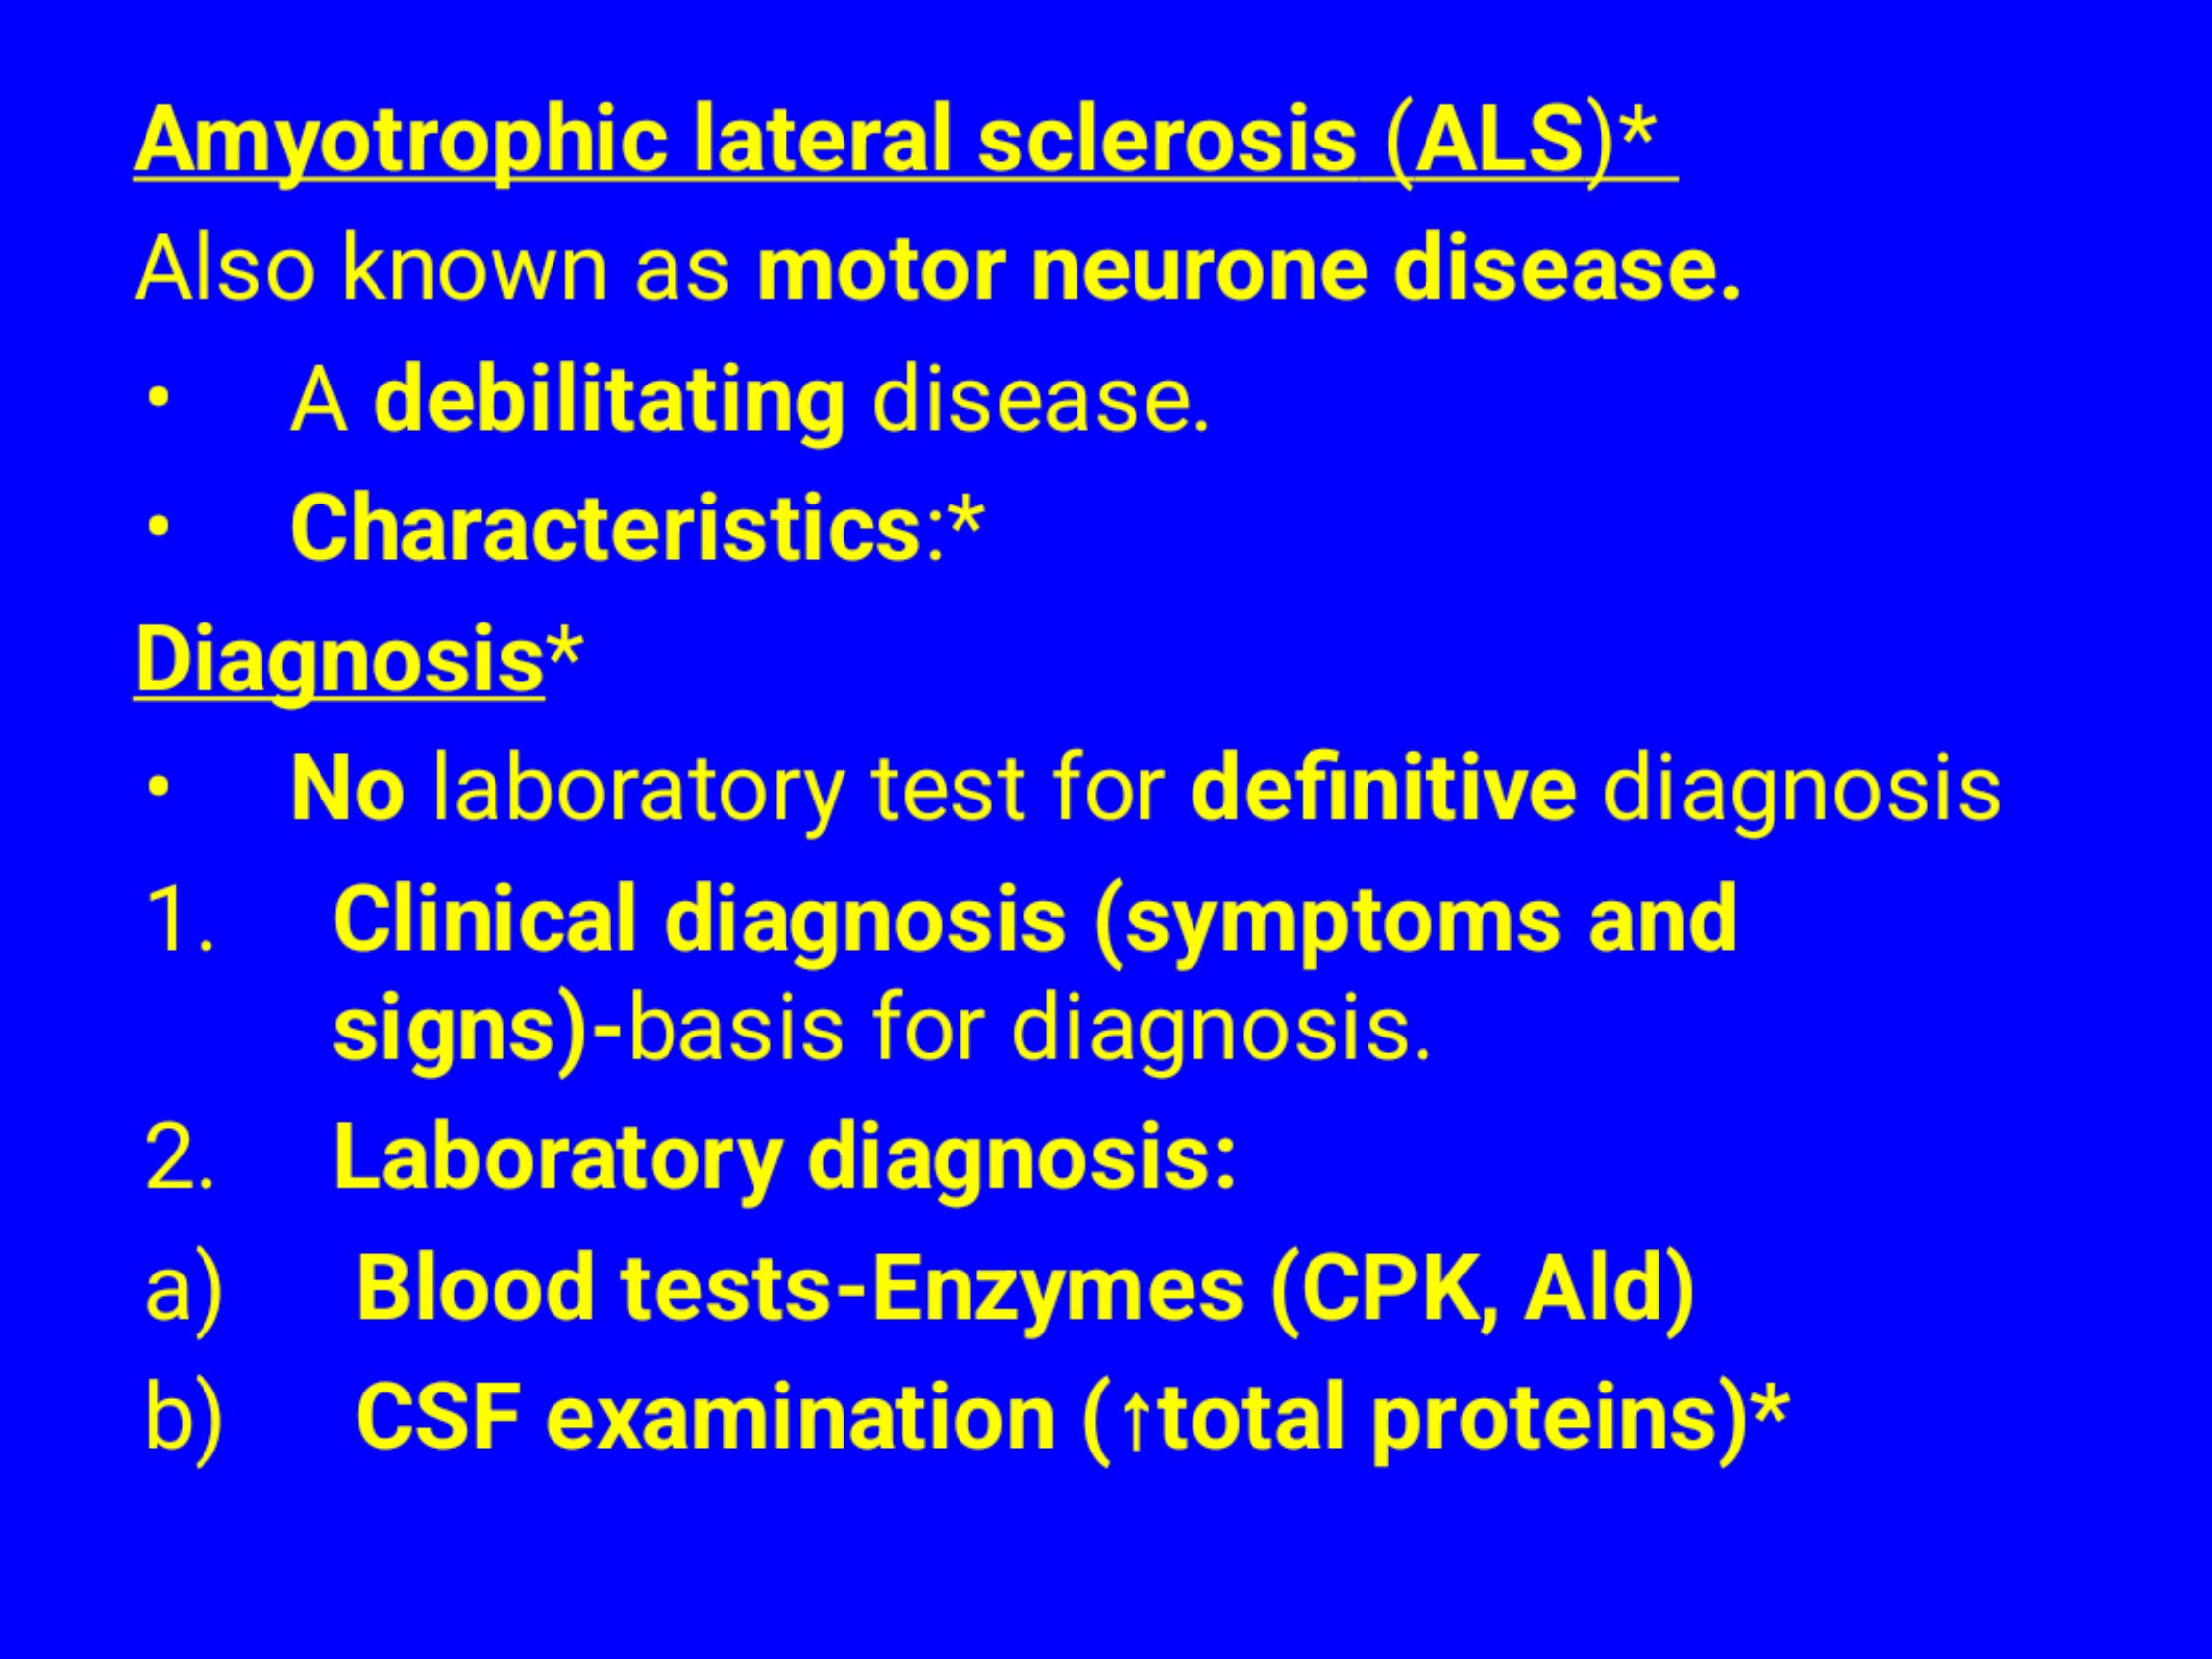 Amyotrophic lateral sclerosis (ALS)*
Also known as motor neurone disease.
• A debilitating disease.
• Characteristics:*
Diagnosis*
• No laboratory test for definitive diagnosis
1. Clinical diagnosis (symptoms and
signs)-basis for diagnosis.
2. Laboratory diagnosis:
a) Blood tests-Enzymes (CPK, Ald)
b) CSF examination (↑total proteins)*